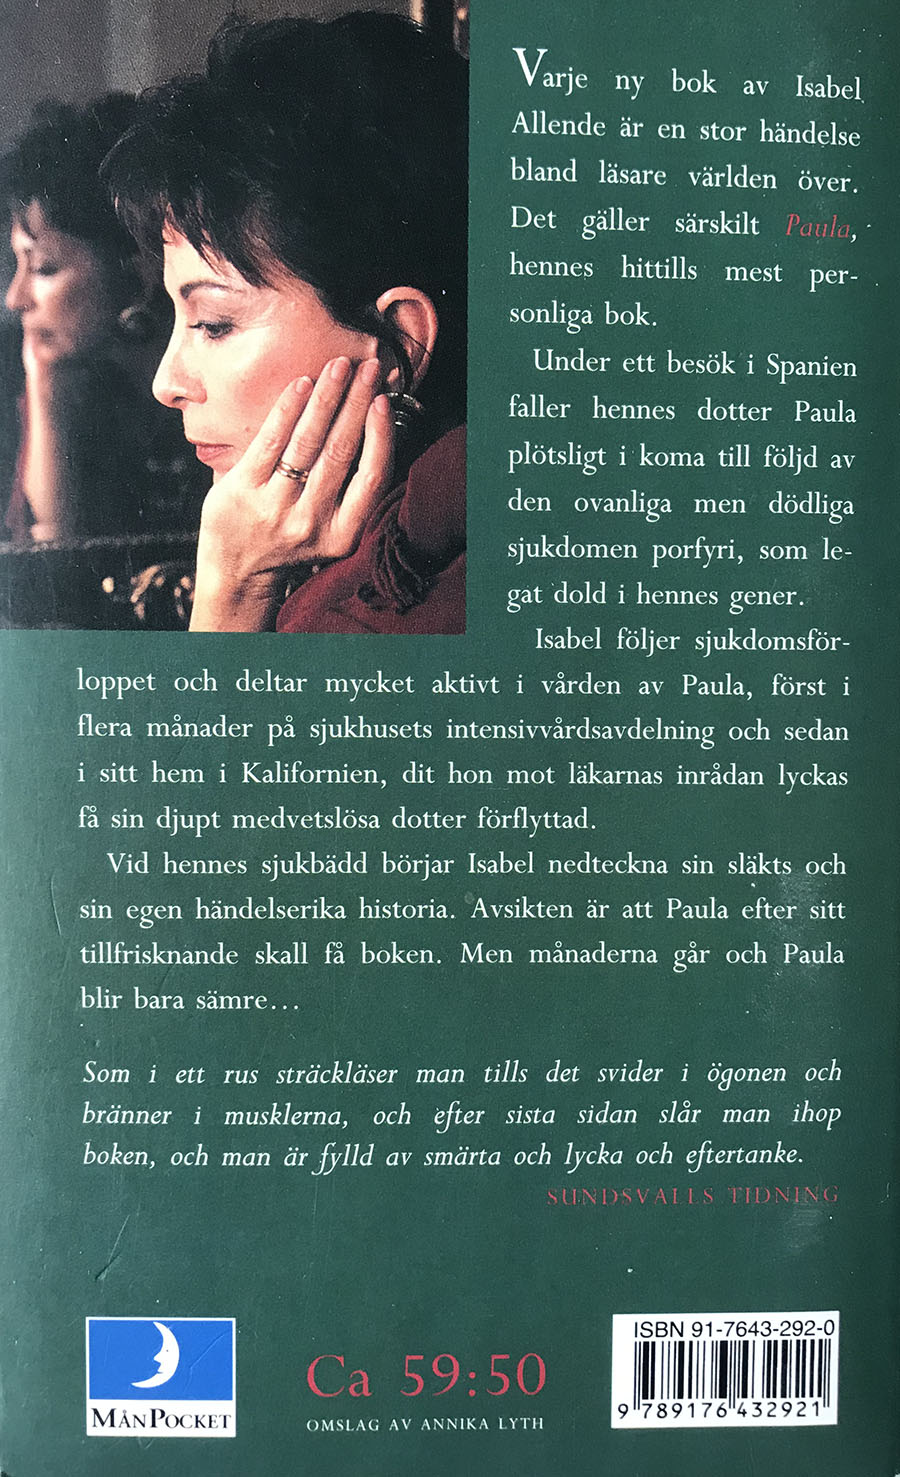 Varje ny bok av Isabel
Allende är en stor händelse
bland läsare världen över.
Det gäller särskilt Paula,
hennes hittills mest per-
sonliga bok.
Under ett besök i Spanien
faller hennes dotter Paula
plötsligt i koma till följd av
den ovanliga men dödliga
sjukdomen porfyri, som le-
gat dold i hennes gener.
Isabel följer sjukdomsför-
loppet och deltar mycket aktivt i vården av Paula, först i
flera månader på sjukhusets intensivvårdsavdelning och sedan
i sitt hem i Kalifornien, dit hon mot läkarnas inrådan lyckas
få sin djupt medvetslösa dotter förflyttad.
Vid hennes sjukbädd börjar Isabel nedteckna sin släkts och
sin egen händelserika historia. Avsikten är att Paula efter sitt
tillfrisknande skall få boken. Men månaderna går och Paula
blir bara sämre...
Som i ett rus sträckläser man tills det svider i ögonen och
bränner i musklerna, och efter sista sidan slår man ihop
boken, och man är fylld av smärta och lycka och eftertanke.
SUNDSVALLS TIDNING
MÅNPOCKET
Ca 59:50
OMSLAG AV ANNIKA LYTH
ISBN 91-7643-292-0
9 789176 432921